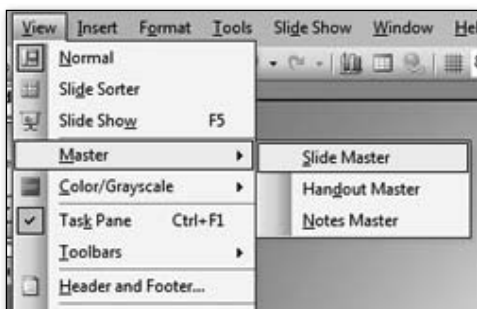 View Insert Format Tools Slide Show Window
Normal
Slide Sorter
Slide Show F5
Master
Slide Master
Color/Grayscale
Handout Master
Task Pane Ctrl+F1
Notes Master
Toolbars
Header and Footer...